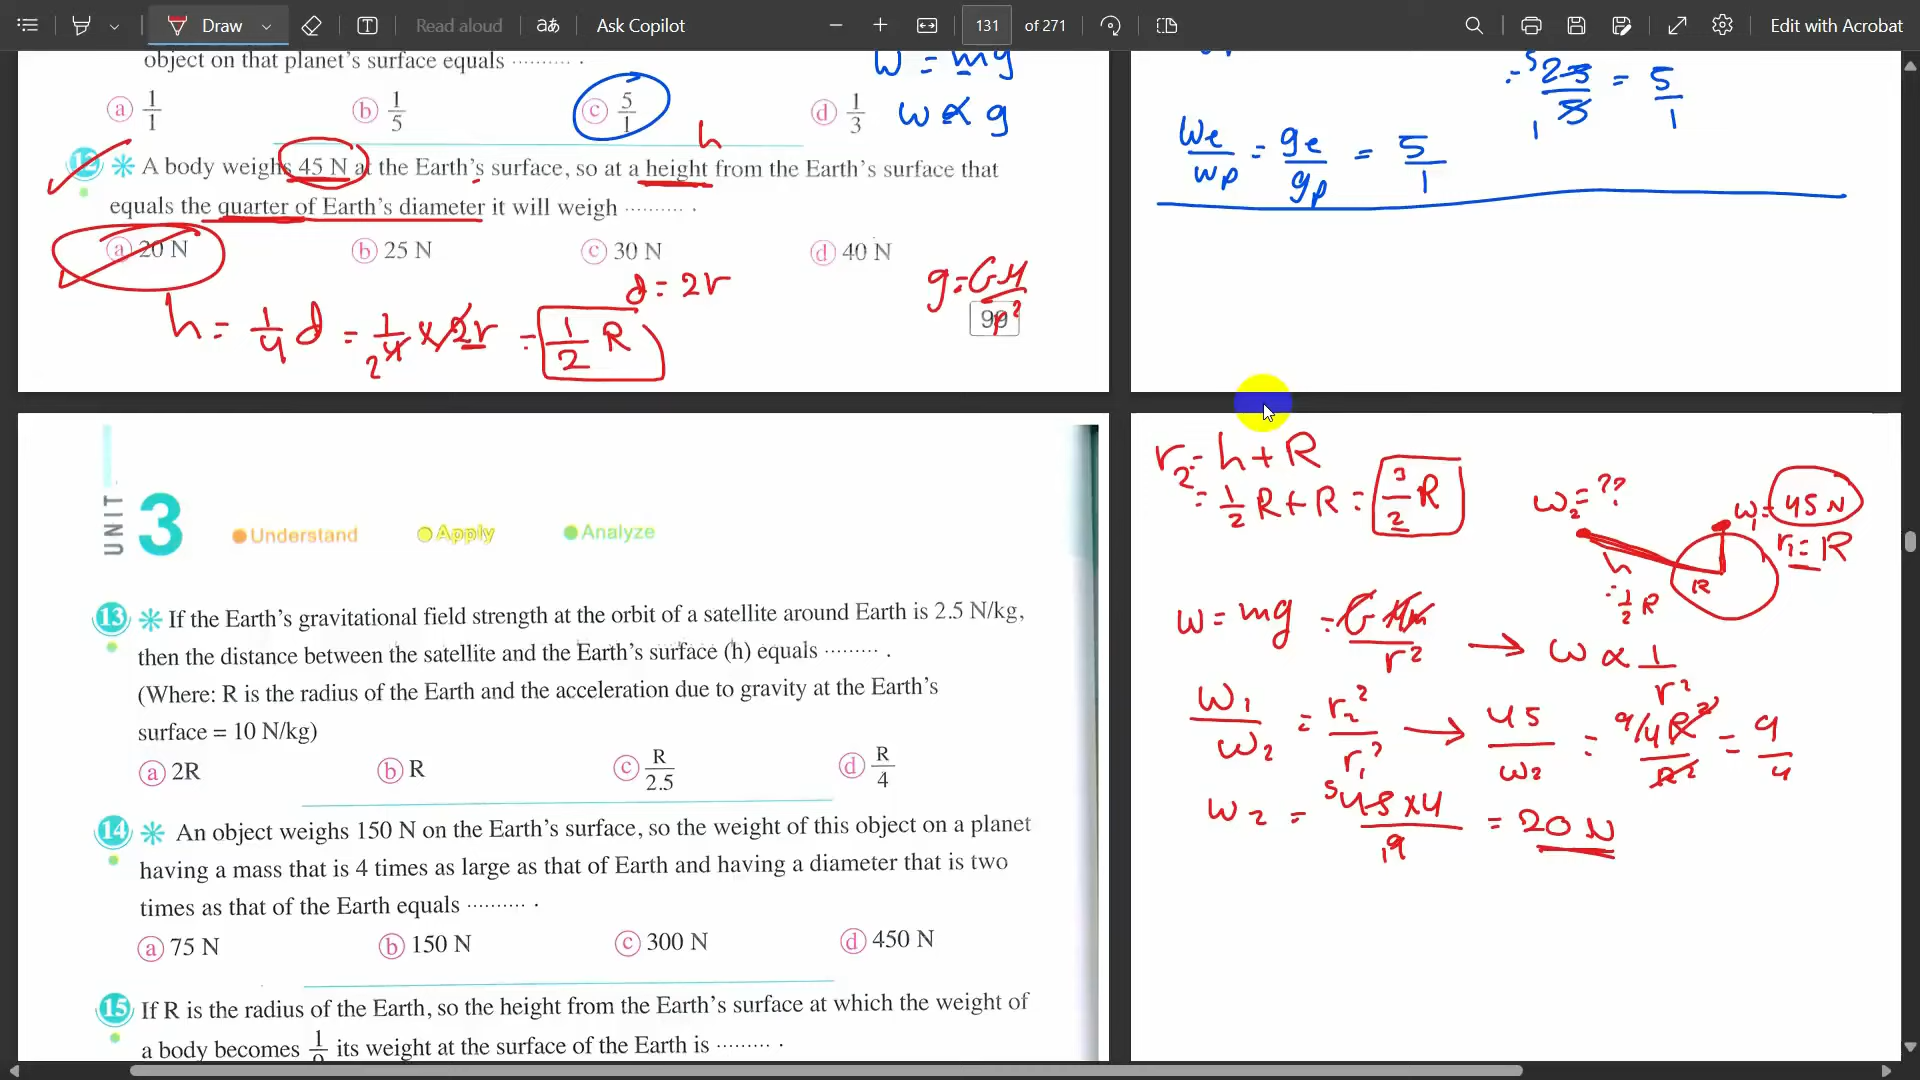 Draw
Read aloud
Ask Copilot
131 of 271
Edit with Acrobat
object on that planet's surface equals .......... .
a 1/1 b 1/5 c 5/1 d 1/3
W = mg
W ∝ g
h
12 * A body weighs 45 N at the Earth's surface, so at a height from the Earth's surface that
equals the quarter of Earth's diameter it will weigh .......... .
a 20 N b 25 N c 30 N d 40 N
d = 2r
g = GM/r²
99
h = 1/4 d = 1/4 × 2r = 1/2 R
2
= 25/5 = 5/1
We/Wp = ge/gp = 5/1
UNIT 3
Understand Apply Analyze
13 * If the Earth's gravitational field strength at the orbit of a satellite around Earth is 2.5 N/kg,
then the distance between the satellite and the Earth's surface (h) equals ......... .
(Where: R is the radius of the Earth and the acceleration due to gravity at the Earth's
surface = 10 N/kg)
a 2R b R c R/2.5 d R/4
14 * An object weighs 150 N on the Earth's surface, so the weight of this object on a planet
having a mass that is 4 times as large as that of Earth and having a diameter that is two
times as that of the Earth equals .......... .
a 75 N b 150 N c 300 N d 450 N
15 If R is the radius of the Earth, so the height from the Earth's surface at which the weight of
a body becomes 1/9 its weight at the surface of the Earth is ......... .
r₂ = h + R
= 1/2 R + R = 3/2 R
W₂ = ??
W₁ = 45 N
r₁ = R
h
= 1/2 R
R
W = mg = GMm/r² → W ∝ 1/r²
W₁/W₂ = r₂²/r₁² → 45/W₂ = 9/4 R²/R² = 9/4
W₂ = 45 × 4/9 = 20 N